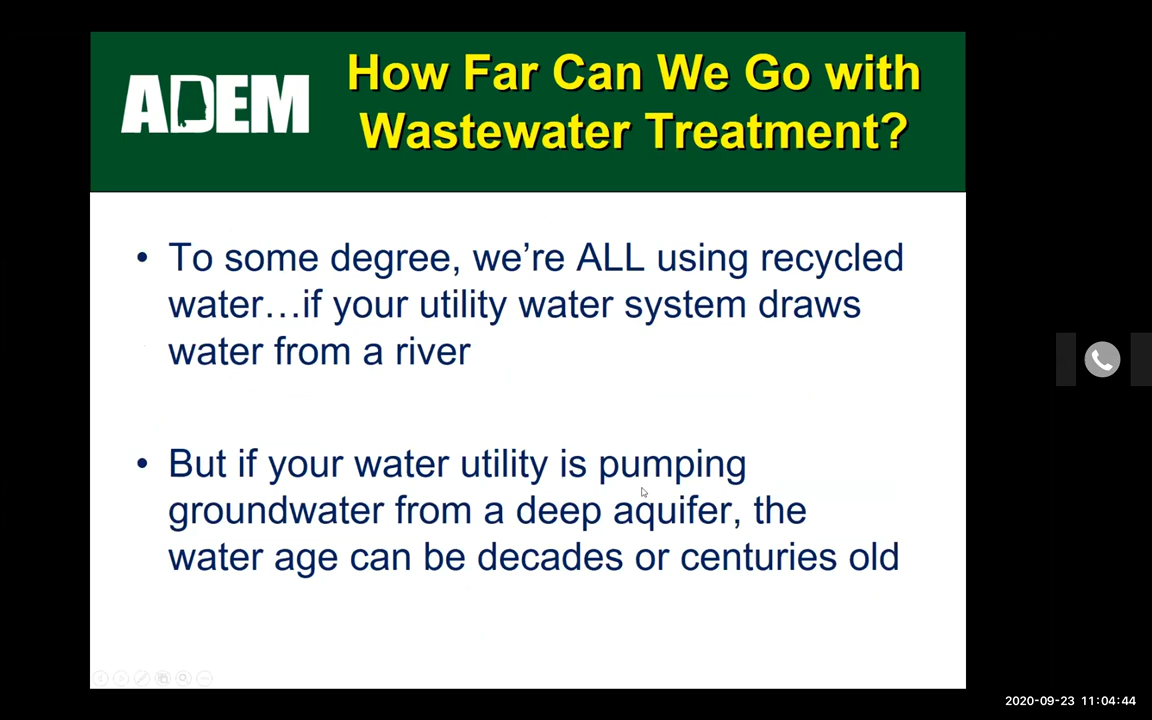 ADEM
How Far Can We Go with
Wastewater Treatment?
• To some degree, we’re ALL using recycled
water…if your utility water system draws
water from a river
• But if your water utility is pumping
groundwater from a deep aquifer, the
water age can be decades or centuries old
2020-09-23 11:04:44